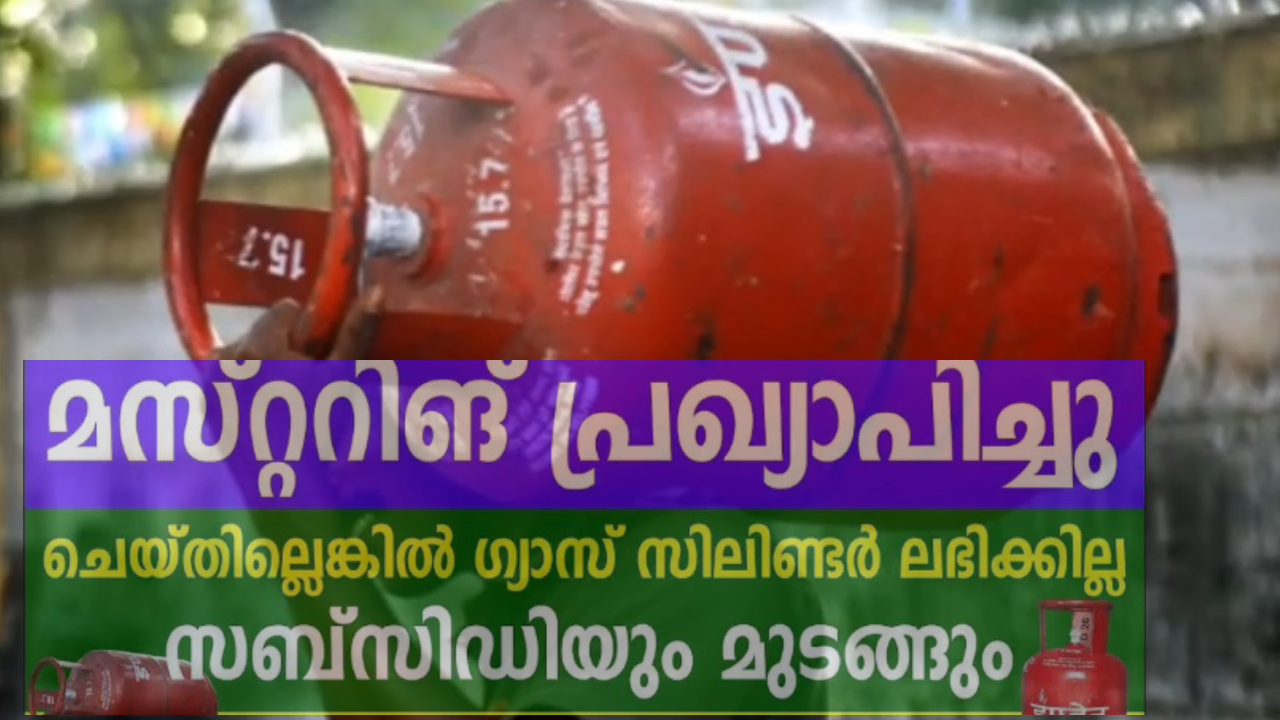 15.7
15.7
മസ്റ്ററിങ് പ്രഖ്യാപിച്ചു
ചെയ്തില്ലെങ്കിൽ ഗ്യാസ് സിലിണ്ടർ ലഭിക്കില്ല
സബ്സിഡിയും മുടങ്ങും